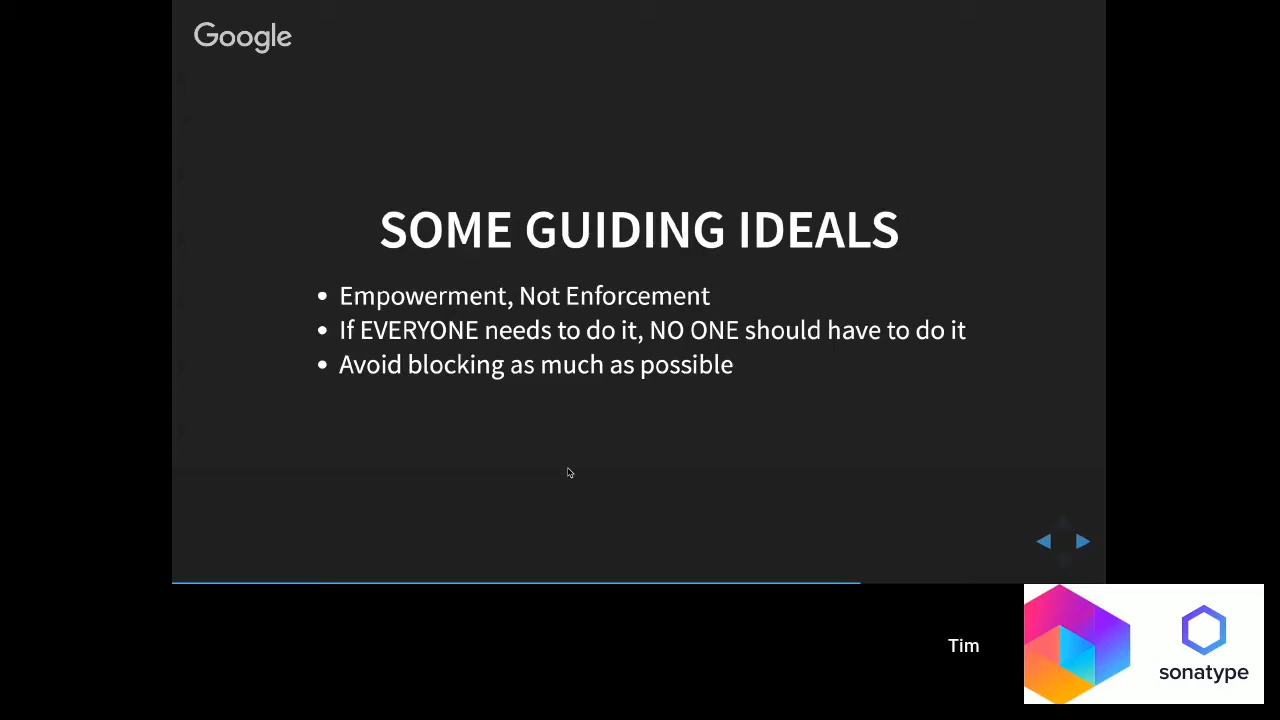 Google
SOME GUIDING IDEALS
• Empowerment, Not Enforcement
• If EVERYONE needs to do it, NO ONE should have to do it
• Avoid blocking as much as possible
Tim
sonatype